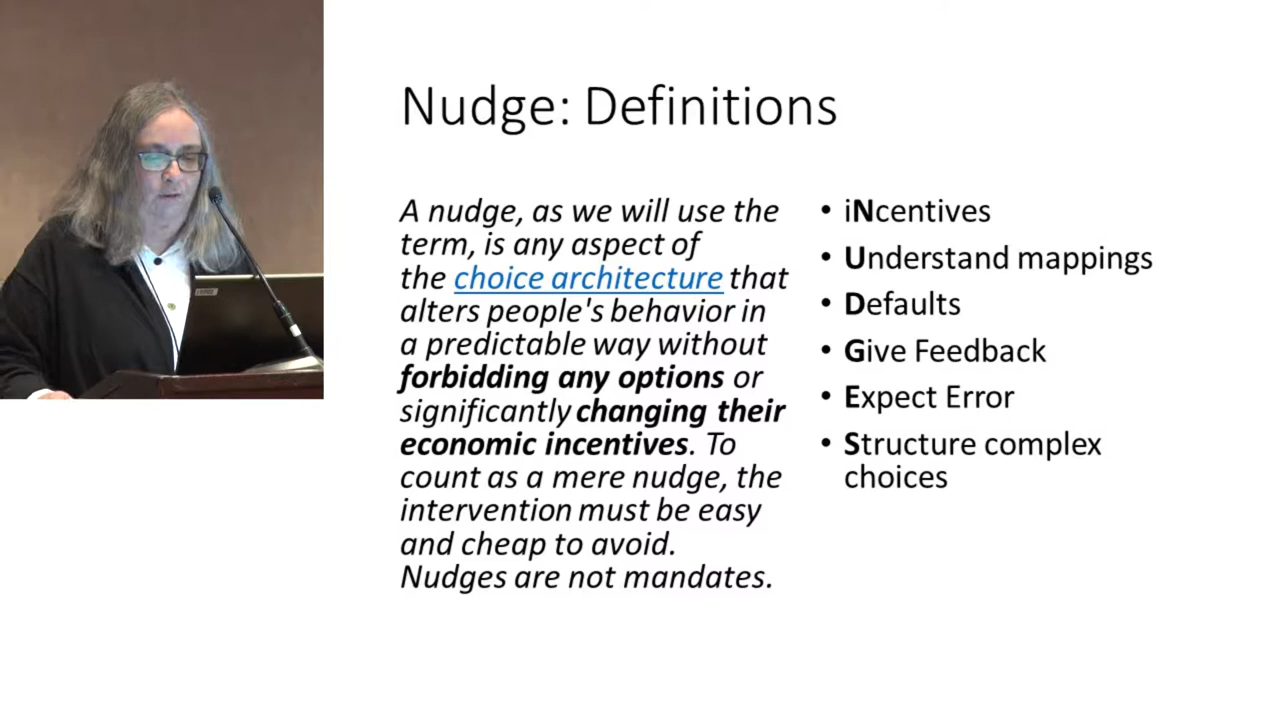 Nudge: Definitions
A nudge, as we will use the
term, is any aspect of
the choice architecture that
alters people's behavior in
a predictable way without
forbidding any options or
significantly changing their
economic incentives. To
count as a mere nudge, the
intervention must be easy
and cheap to avoid.
Nudges are not mandates.
• iNcentives
• Understand mappings
• Defaults
• Give Feedback
• Expect Error
• Structure complex
choices